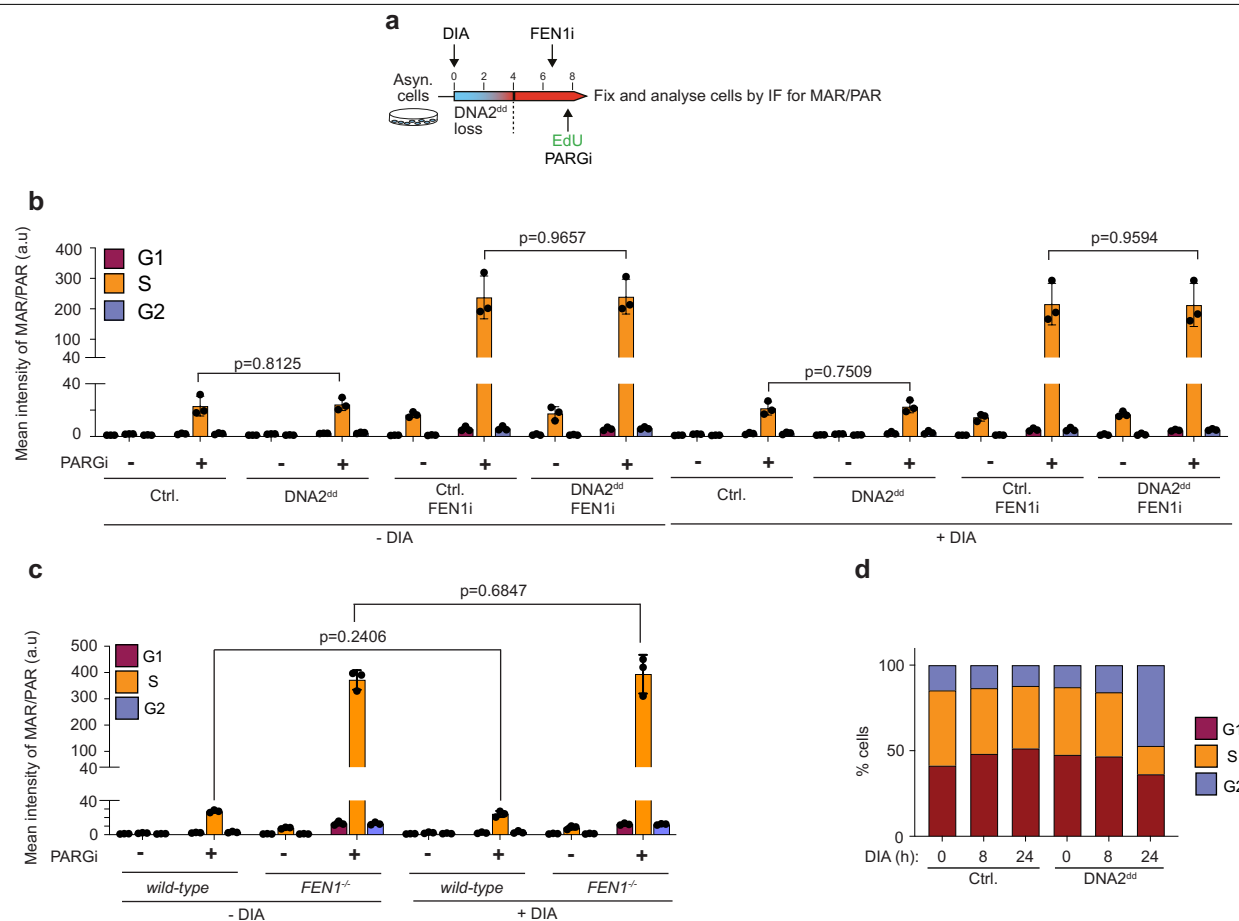 a
DIA
FEN1i
Asyn.
cells
0 2 4 6 8
DNA2dd
loss
Fix and analyse cells by IF for MAR/PAR
EdU
PARGi
b
Mean intensity of MAR/PAR (a.u)
G1
S
G2
400
300
200
100
40
40
0
p=0.8125
p=0.9657
p=0.7509
p=0.9594
PARGi - + - + - + - + - + - + - + - +
Ctrl. DNA2dd Ctrl. FEN1i DNA2dd FEN1i Ctrl. DNA2dd Ctrl. FEN1i DNA2dd FEN1i
- DIA + DIA
c
Mean intensity of MAR/PAR (a.u)
G1
S
G2
500
400
300
200
100
40
40
0
p=0.6847
p=0.2406
PARGi - + - + - + - +
wild-type FEN1-/- wild-type FEN1-/-
- DIA + DIA
d
% cells
100
50
0
G1
S
G2
DIA (h): 0 8 24 0 8 24
Ctrl. DNA2dd